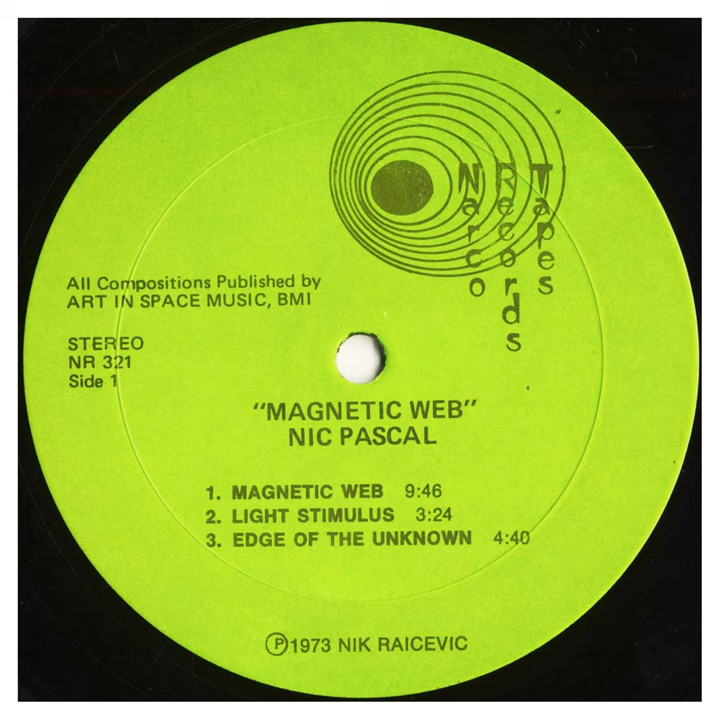 Narco
Records
Tapes
All Compositions Published by
ART IN SPACE MUSIC, BMI
STEREO
NR 321
Side 1
"MAGNETIC WEB"
NIC PASCAL
1. MAGNETIC WEB 9:46
2. LIGHT STIMULUS 3:24
3. EDGE OF THE UNKNOWN 4:40
Ⓟ1973 NIK RAICEVIC